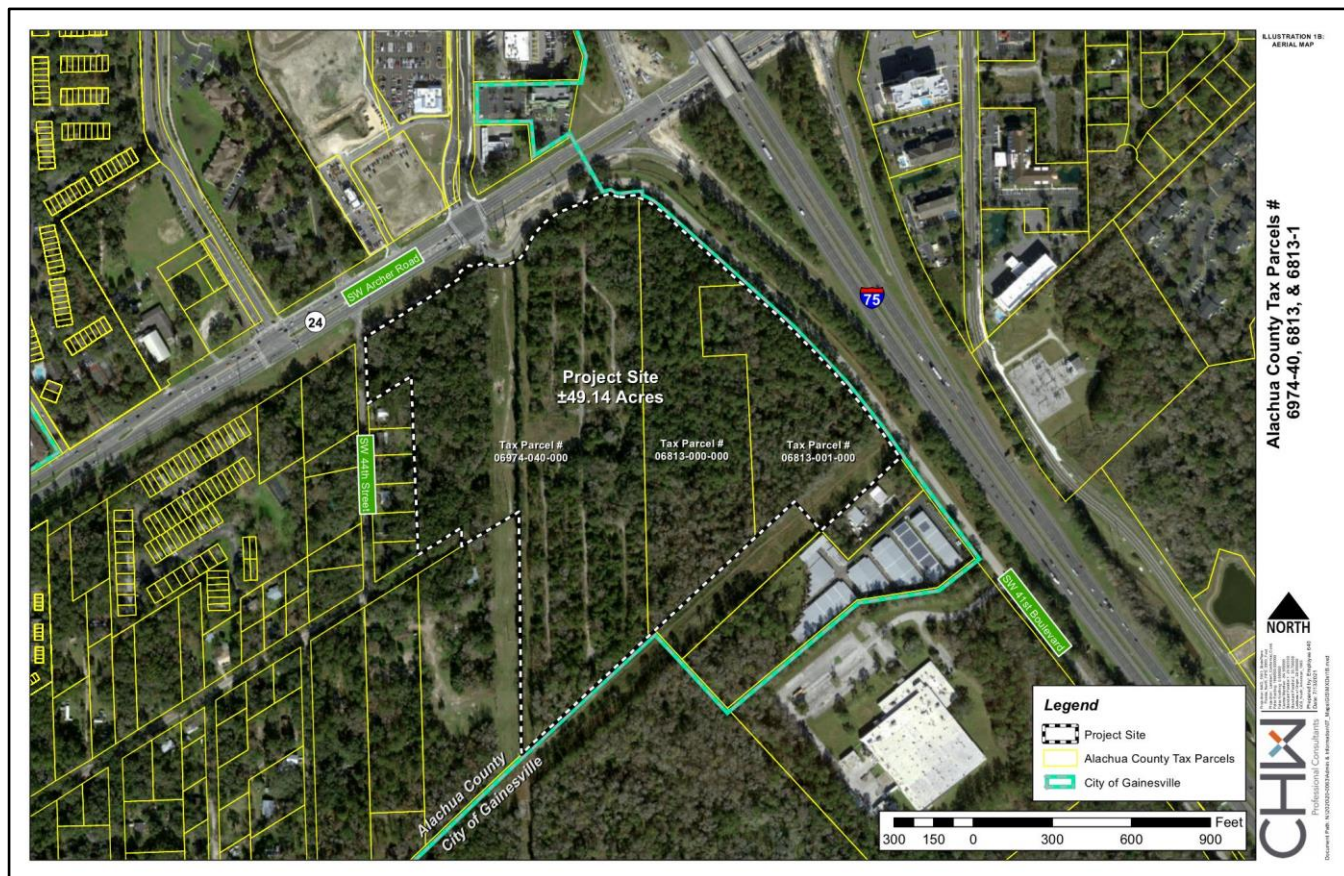 ILLUSTRATION 1B:
AERIAL MAP
Alachua County Tax Parcels #
6974-40, 6813, & 6813-1
SW Archer Road
24
75
Project Site
±49.14 Acres
Tax Parcel #
06974-040-000
Tax Parcel #
06813-000-000
Tax Parcel #
06813-001-000
SW 44th Street
SW 41st Boulevard
Alachua County
City of Gainesville
Legend
Project Site
Alachua County Tax Parcels
City of Gainesville
Feet
300 150 0 300 600 900
NORTH
CHW
Professional Consultants